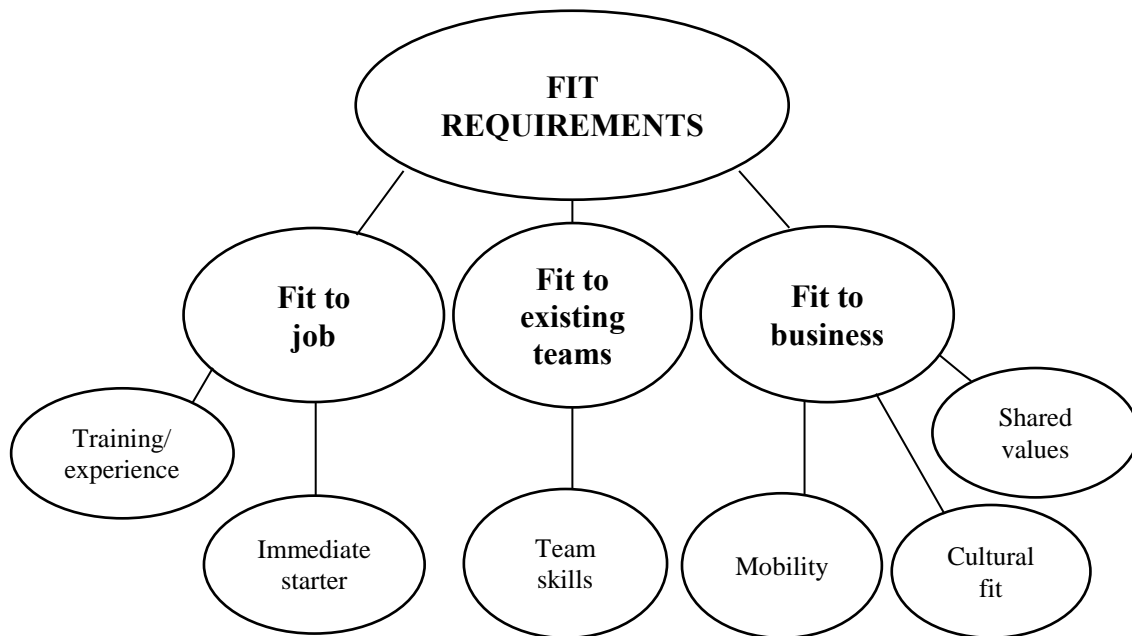 FIT
REQUIREMENTS
Fit to
job
Fit to
existing
teams
Fit to
business
Training/
experience
Immediate
starter
Team
skills
Mobility
Cultural
fit
Shared
values